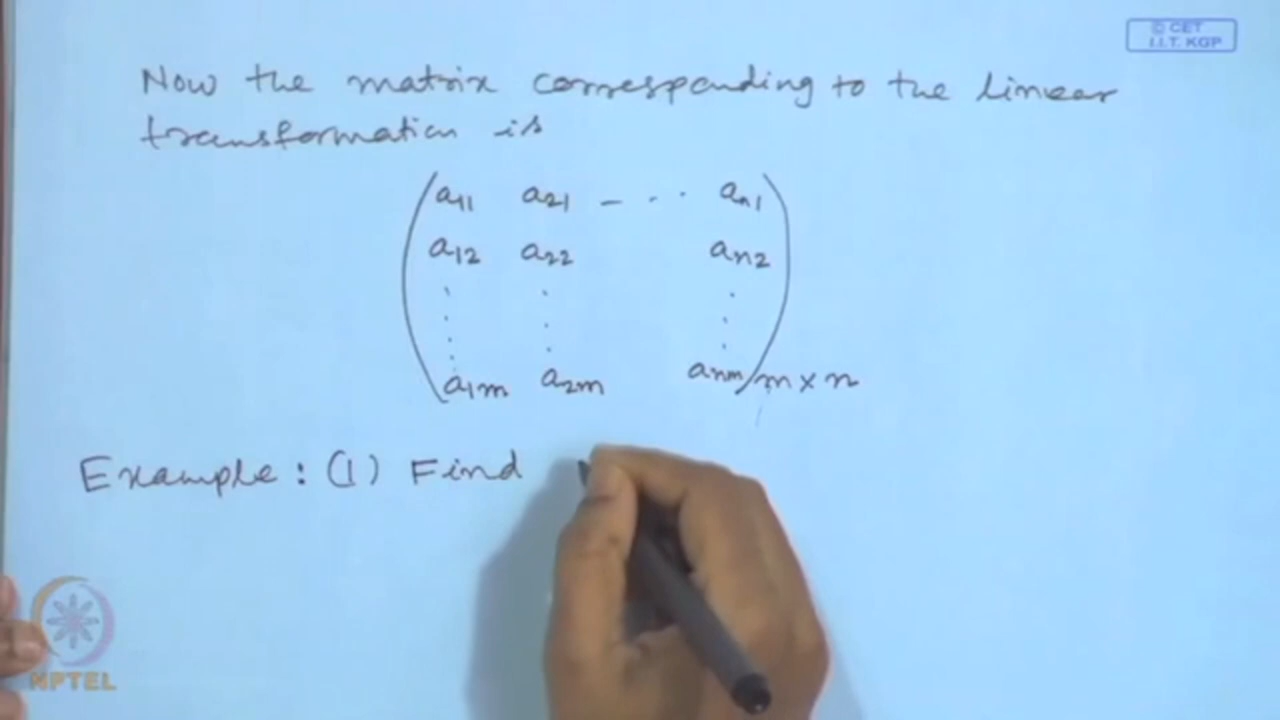 © CET
I.I.T. KGP
Now the matrix corresponding to the linear
transformation is
a11 a21 - · · · an1
a12 a22 an2
a1m a2m anm m × n
Example : (1) Find
NPTEL